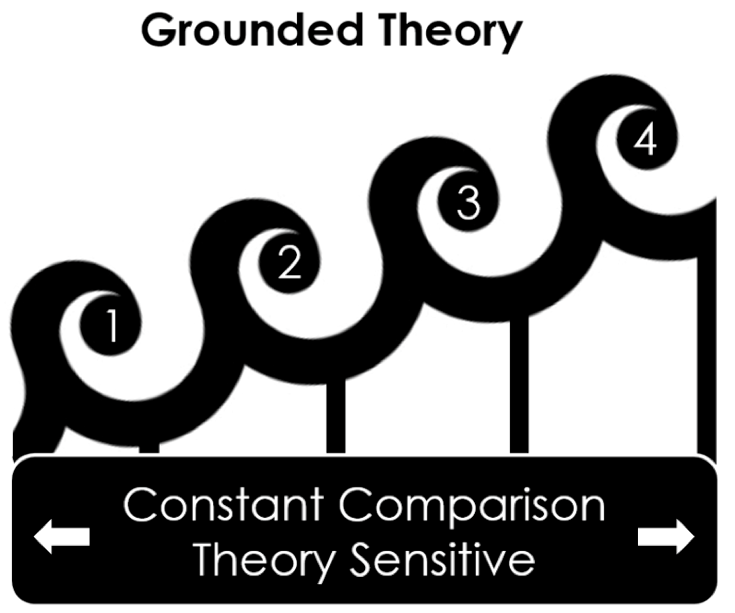 Grounded Theory
4
3
2
1
Constant Comparison
Theory Sensitive